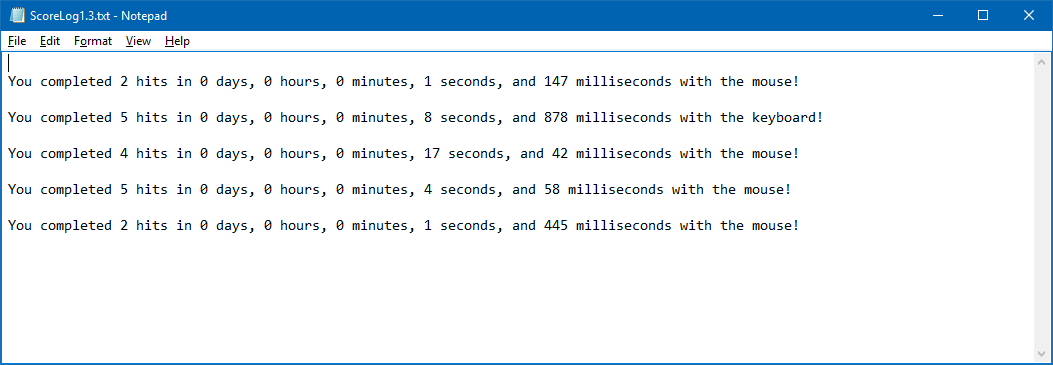 ScoreLog1.3.txt - Notepad
File Edit Format View Help
You completed 2 hits in 0 days, 0 hours, 0 minutes, 1 seconds, and 147 milliseconds with the mouse!
You completed 5 hits in 0 days, 0 hours, 0 minutes, 8 seconds, and 878 milliseconds with the keyboard!
You completed 4 hits in 0 days, 0 hours, 0 minutes, 17 seconds, and 42 milliseconds with the mouse!
You completed 5 hits in 0 days, 0 hours, 0 minutes, 4 seconds, and 58 milliseconds with the mouse!
You completed 2 hits in 0 days, 0 hours, 0 minutes, 1 seconds, and 445 milliseconds with the mouse!